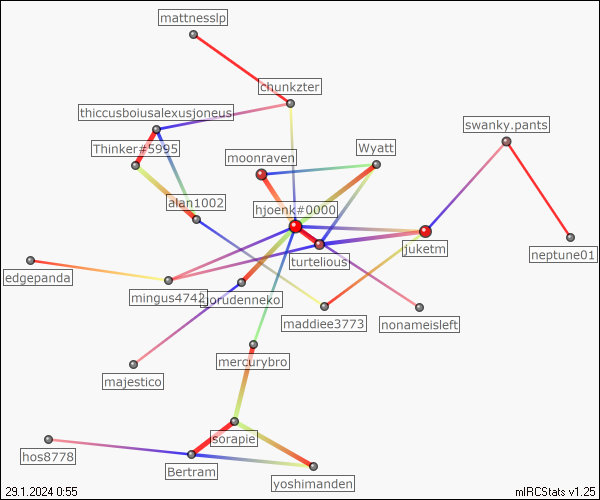 mattnesslp
chunkzter
thiccusboiusalexusjoneus
swanky.pants
Thinker#5995
Wyatt
moonraven
alan1002
hjoenk#0000
juketm
neptune01
turtelious
edgepanda
mingus4742
jorudenneko
maddiee3773
nonameisleft
mercurybro
majestico
sorapie
hos8778
Bertram
yoshimanden
29.1.2024 0:55
mIRCStats v1.25